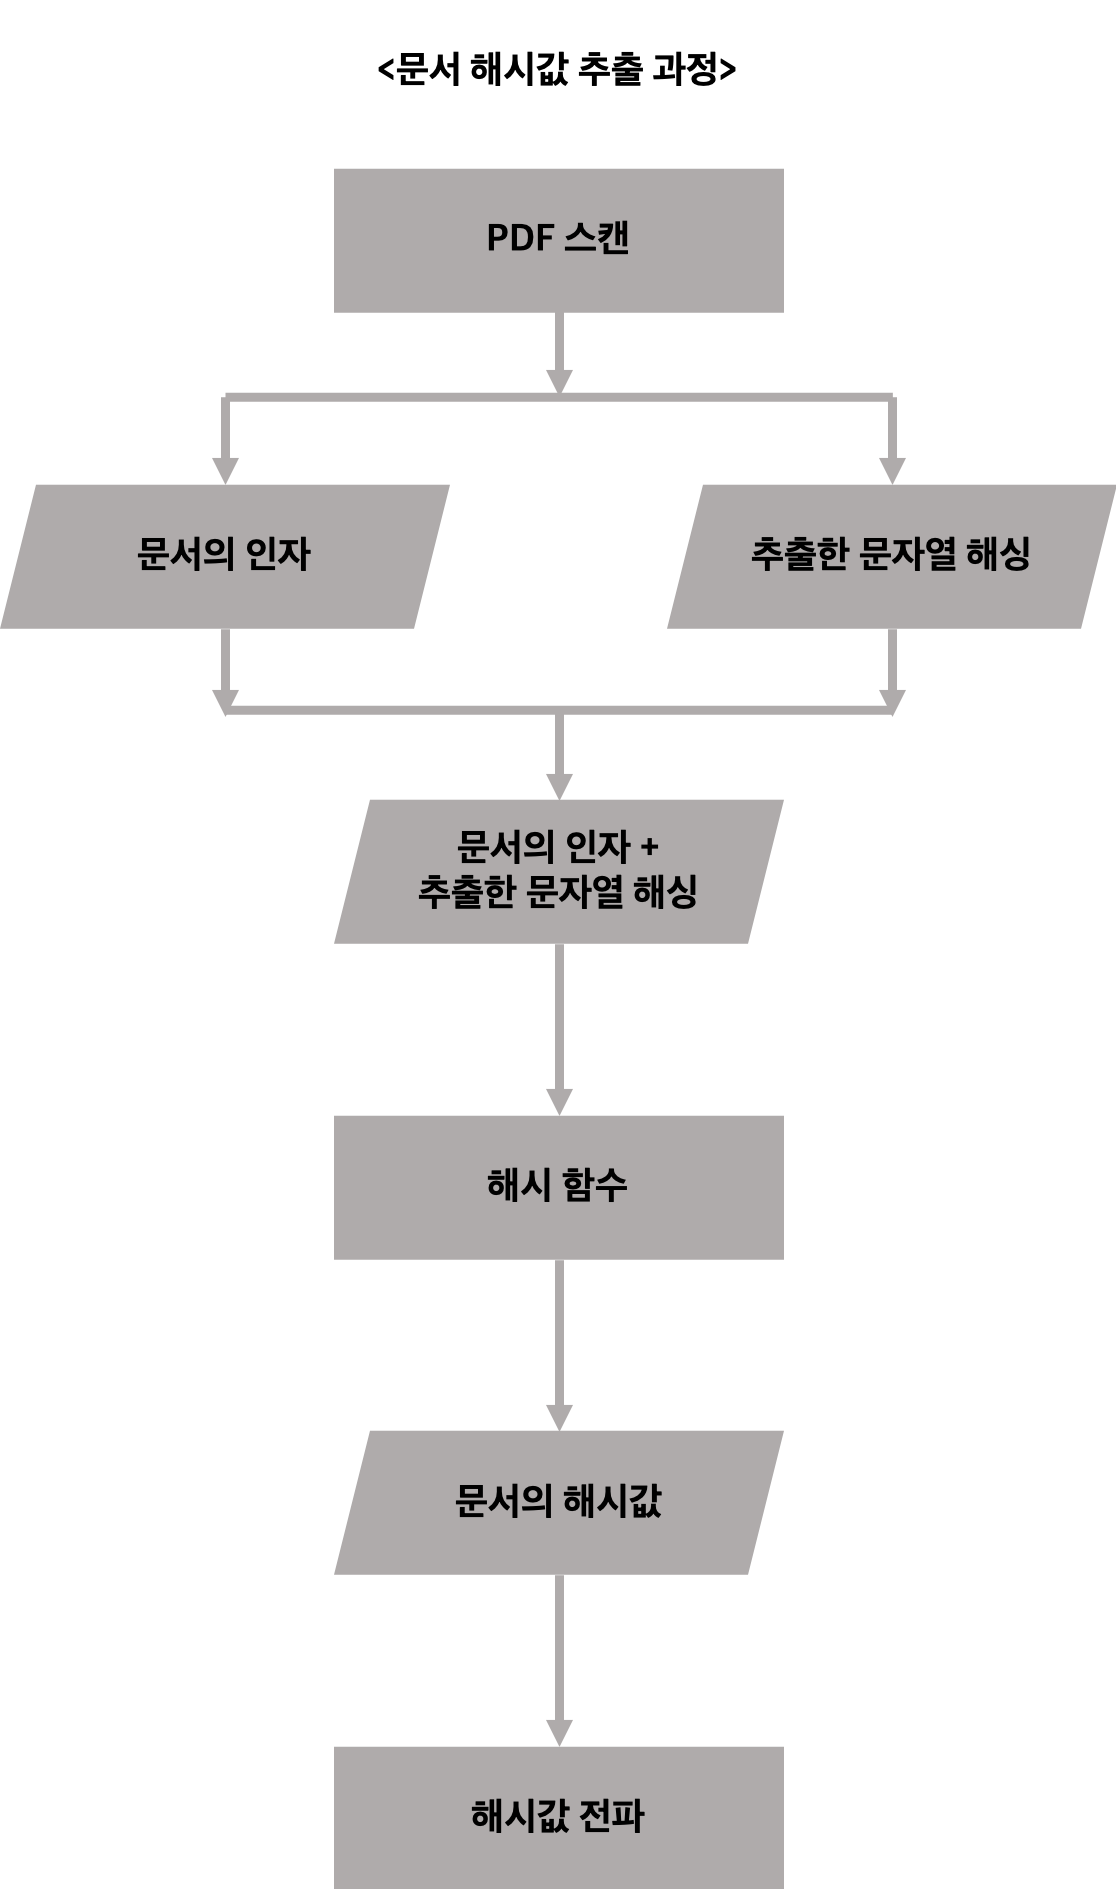 <문서 해시값 추출 과정>
PDF 스캔
문서의 인자
추출한 문자열 해싱
문서의 인자 +
추출한 문자열 해싱
해시 함수
문서의 해시값
해시값 전파